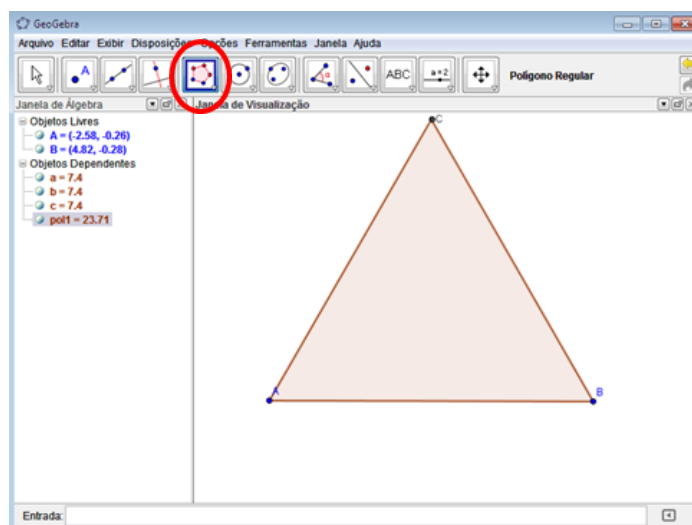 GeoGebra
Arquivo Editar Exibir Disposições Opções Ferramentas Janela Ajuda
A
α
ABC
a=2
Polígono Regular
Janela de Álgebra
Janela de Visualização
Objetos Livres
A = (-2.58, -0.26)
B = (4.82, -0.28)
Objetos Dependentes
a = 7.4
b = 7.4
c = 7.4
pol1 = 23.71
C
A
B
Entrada: